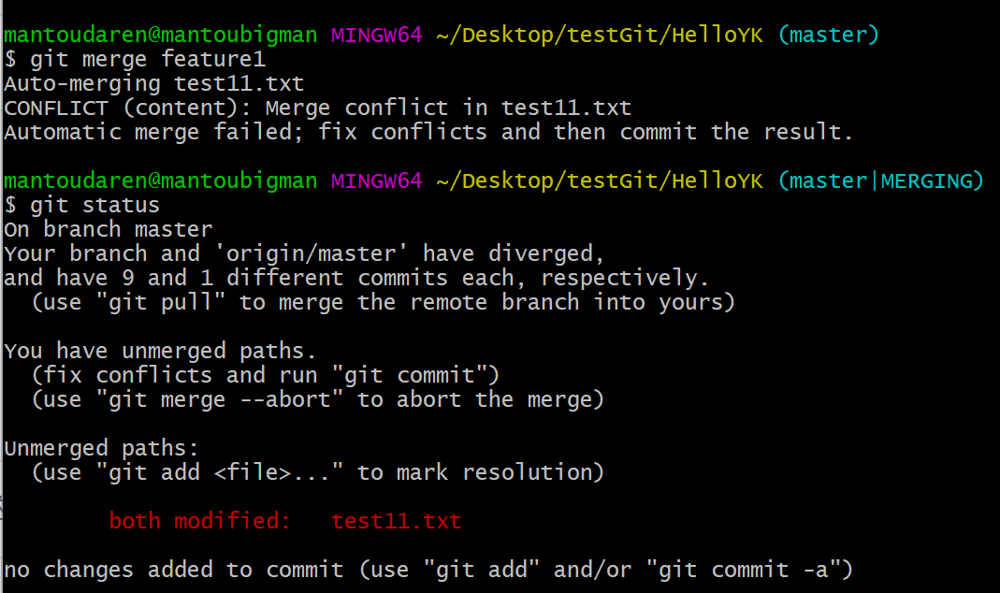 mantoudaren@mantoubigman MINGW64 ~/Desktop/testGit/HelloYK (master)
$ git merge feature1
Auto-merging test11.txt
CONFLICT (content): Merge conflict in test11.txt
Automatic merge failed; fix conflicts and then commit the result.
mantoudaren@mantoubigman MINGW64 ~/Desktop/testGit/HelloYK (master|MERGING)
$ git status
On branch master
Your branch and 'origin/master' have diverged,
and have 9 and 1 different commits each, respectively.
  (use "git pull" to merge the remote branch into yours)
You have unmerged paths.
  (fix conflicts and run "git commit")
  (use "git merge --abort" to abort the merge)
Unmerged paths:
  (use "git add <file>..." to mark resolution)
        both modified:   test11.txt
no changes added to commit (use "git add" and/or "git commit -a")